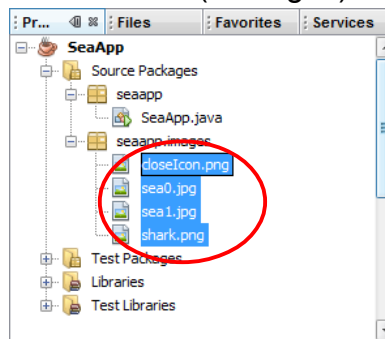 Pr... Files Favorites Services
SeaApp
Source Packages
seaapp
SeaApp.java
seaapp.images
closeIcon.png
sea0.jpg
sea1.jpg
shark.png
Test Packages
Libraries
Test Libraries